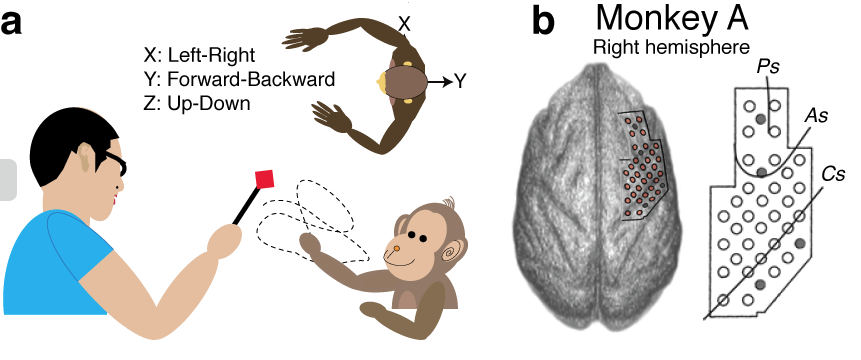 a
X
X: Left-Right
Y: Forward-Backward
Z: Up-Down
Y
b
Monkey A
Right hemisphere
Ps
As
Cs